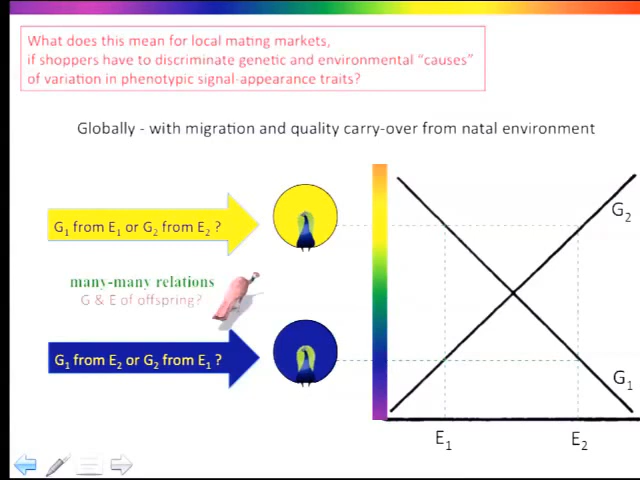 What does this mean for local mating markets,
if shoppers have to discriminate genetic and environmental “causes”
of variation in phenotypic signal-appearance traits?
Globally - with migration and quality carry-over from natal environment
G₁ from E₁ or G₂ from E₂ ?
many-many relations
G & E of offspring?
G₁ from E₂ or G₂ from E₁ ?
G₂
G₁
E₁ E₂